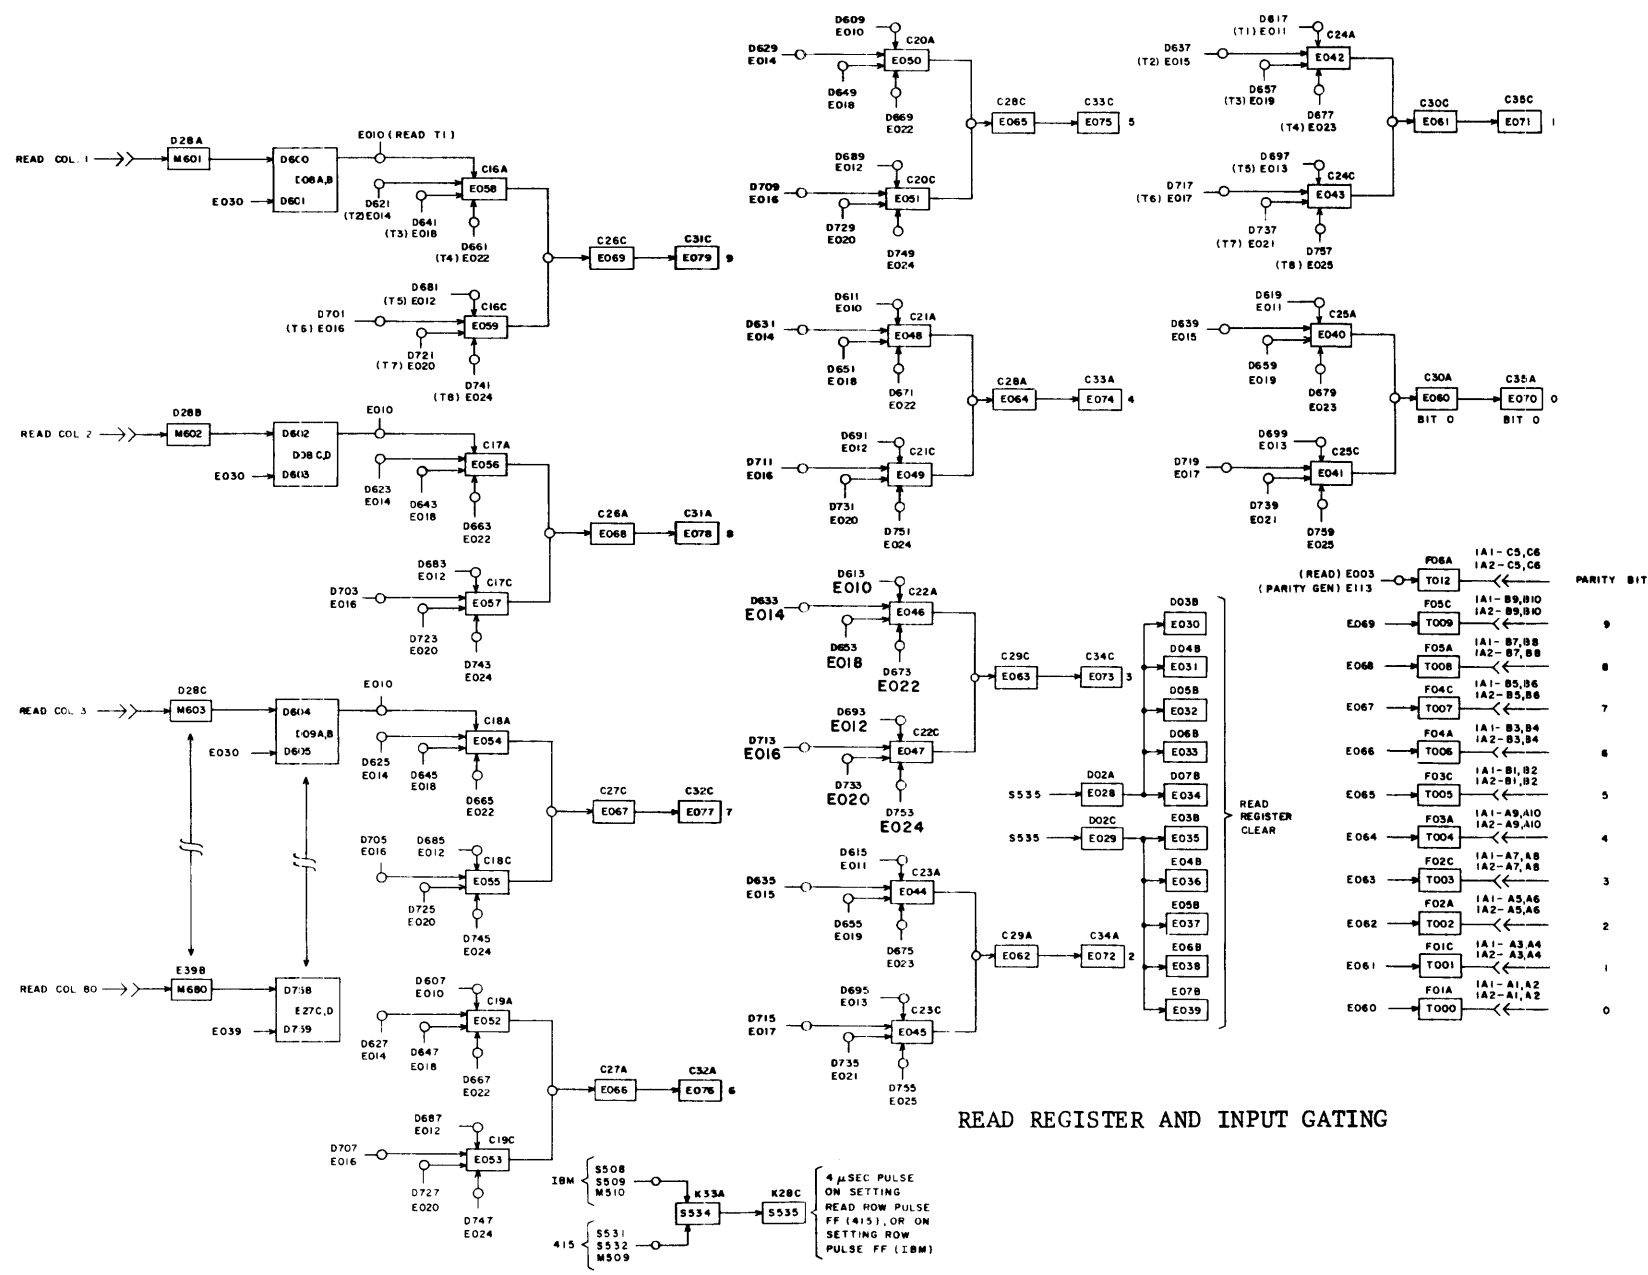 READ COL. 1
D28A
M601
D600
D08A,B
E030
D601
E010 (READ T1)
D621
(T2)E014
D641
(T3) E018
C16A
E058
D661
(T4) E022
D681
(T5) E012
D701
(T6) E016
C16C
E059
D721
(T7) E020
D741
(T8) E024
C26C
E069
C31C
E079
9
READ COL 2
D28B
M602
D602
D08C,D
E030
D603
E010
D623
E014
D643
E018
C17A
E056
D663
E022
D683
E012
D703
E016
C17C
E057
D723
E020
D743
E024
C26A
E068
C31A
E078
8
READ COL 3
D28C
M603
D604
D09A,B
E030
D605
E010
D625
E014
D645
E018
C18A
E054
D665
E022
D705
E016
D685
E012
C18C
E055
D725
E020
D745
E024
C27C
E067
C32C
E077
7
READ COL 80
E39B
M680
D758
E27C,D
E039
D759
D607
E010
D627
E014
D647
E018
C19A
E052
D667
E022
D687
E012
D707
E016
C19C
E053
D727
E020
D747
E024
C27A
E066
C32A
E076
6
D609
E010
D629
E014
C20A
E050
D649
E018
D669
E022
D689
E012
D709
E016
C20C
E051
D729
E020
D749
E024
C28C
E065
C33C
E075
5
D611
E010
D631
E014
C21A
E048
D651
E018
D671
E022
D691
E012
D711
E016
C21C
E049
D731
E020
D751
E024
C28A
E064
C33A
E074
4
D613
E010
D633
E014
C22A
E046
D653
E018
D673
E022
D693
E012
D713
E016
C22C
E047
D733
E020
D753
E024
C29C
E063
C34C
E073
3
D615
E011
D635
E015
C23A
E044
D655
E019
D675
E023
D695
E013
D715
E017
C23C
E045
D735
E021
D755
E025
C29A
E062
C34A
E072
2
D617
(T1) E011
D637
(T2) E015
C24A
E042
D657
(T3) E019
D677
(T4) E023
D697
(T5) E013
D717
(T6) E017
C24C
E043
D737
(T7) E021
D757
(T8) E025
C30C
E061
C35C
E071
1
D619
E011
D639
E015
C25A
E040
D659
E019
D679
E023
D699
E013
D719
E017
C25C
E041
D739
E021
D759
E025
C30A
E060
BIT 0
C35A
E070
BIT 0
0
S535
D02A
E028
S535
D02C
E029
D03B
E030
D04B
E031
D05B
E032
D06B
E033
D07B
E034
E03B
E035
E04B
E036
E05B
E037
E06B
E038
E07B
E039
READ
REGISTER
CLEAR
(READ) E003
(PARITY GEN) E113
F06A
T012
1A1-C5,C6
1A2-C5,C6
PARITY BIT
E069
F05C
T009
1A1-B9,B10
1A2-B9,B10
9
E068
F05A
T008
1A1-B7,B8
1A2-B7,B8
8
E067
F04C
T007
1A1-B5,B6
1A2-B5,B6
7
E066
F04A
T006
1A1-B3,B4
1A2-B3,B4
6
E065
F03C
T005
1A1-B1,B2
1A2-B1,B2
5
E064
F03A
T004
1A1-A9,A10
1A2-A9,A10
4
E063
F02C
T003
1A1-A7,A8
1A2-A7,A8
3
E062
F02A
T002
1A1-A5,A6
1A2-A5,A6
2
E061
F01C
T001
1A1-A3,A4
1A2-A3,A4
1
E060
F01A
T000
1A1-A1,A2
1A2-A1,A2
0
READ REGISTER AND INPUT GATING
IBM
S508
S509
M510
415
S531
S532
M509
K33A
S534
K28C
S535
4 μSEC PULSE
ON SETTING
READ ROW PULSE
FF (415), OR ON
SETTING ROW
PULSE FF (IBM)